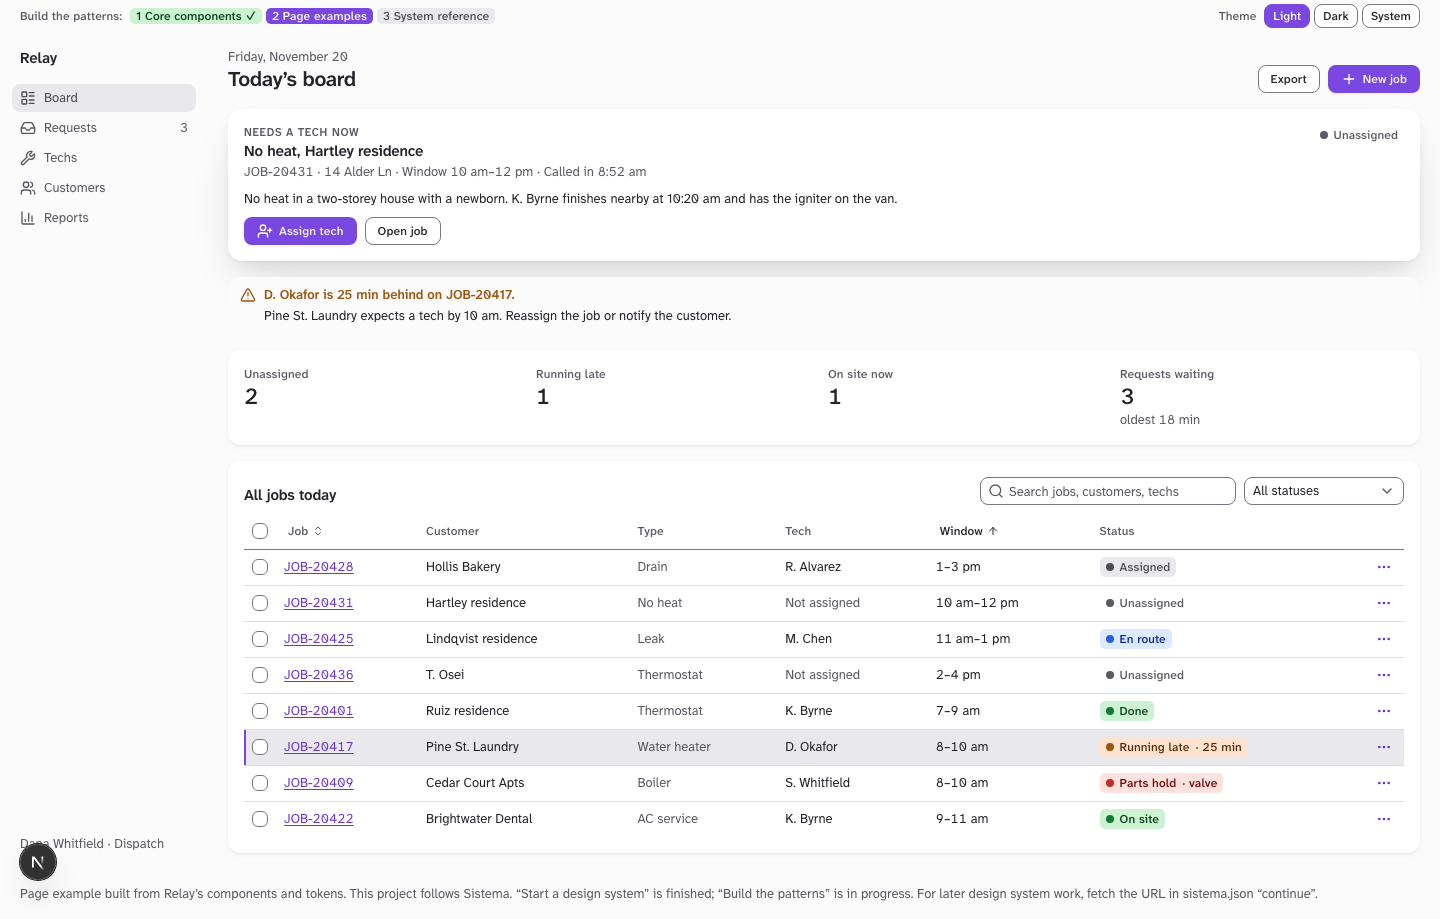 Build the patterns: 1 Core components ✓ 2 Page examples 3 System reference Theme Light Dark System
Relay
Board
Requests 3
Techs
Customers
Reports
Friday, November 20
Today’s board
Export New job
NEEDS A TECH NOW
Unassigned
No heat, Hartley residence
JOB-20431 · 14 Alder Ln · Window 10 am–12 pm · Called in 8:52 am
No heat in a two-storey house with a newborn. K. Byrne finishes nearby at 10:20 am and has the igniter on the van.
Assign tech Open job
D. Okafor is 25 min behind on JOB-20417.
Pine St. Laundry expects a tech by 10 am. Reassign the job or notify the customer.
Unassigned Running late On site now Requests waiting
2 1 1 3
oldest 18 min
All jobs today Search jobs, customers, techs All statuses
Job Customer Type Tech Window Status
JOB-20428 Hollis Bakery Drain R. Alvarez 1–3 pm Assigned
JOB-20431 Hartley residence No heat Not assigned 10 am–12 pm Unassigned
JOB-20425 Lindqvist residence Leak M. Chen 11 am–1 pm En route
JOB-20436 T. Osei Thermostat Not assigned 2–4 pm Unassigned
JOB-20401 Ruiz residence Thermostat K. Byrne 7–9 am Done
JOB-20417 Pine St. Laundry Water heater D. Okafor 8–10 am Running late · 25 min
JOB-20409 Cedar Court Apts Boiler S. Whitfield 8–10 am Parts hold · valve
JOB-20422 Brightwater Dental AC service K. Byrne 9–11 am On site
Dana Whitfield · Dispatch
N
Page example built from Relay’s components and tokens. This project follows Sistema. “Start a design system” is finished; “Build the patterns” is in progress. For later design system work, fetch the URL in sistema.json “continue”.